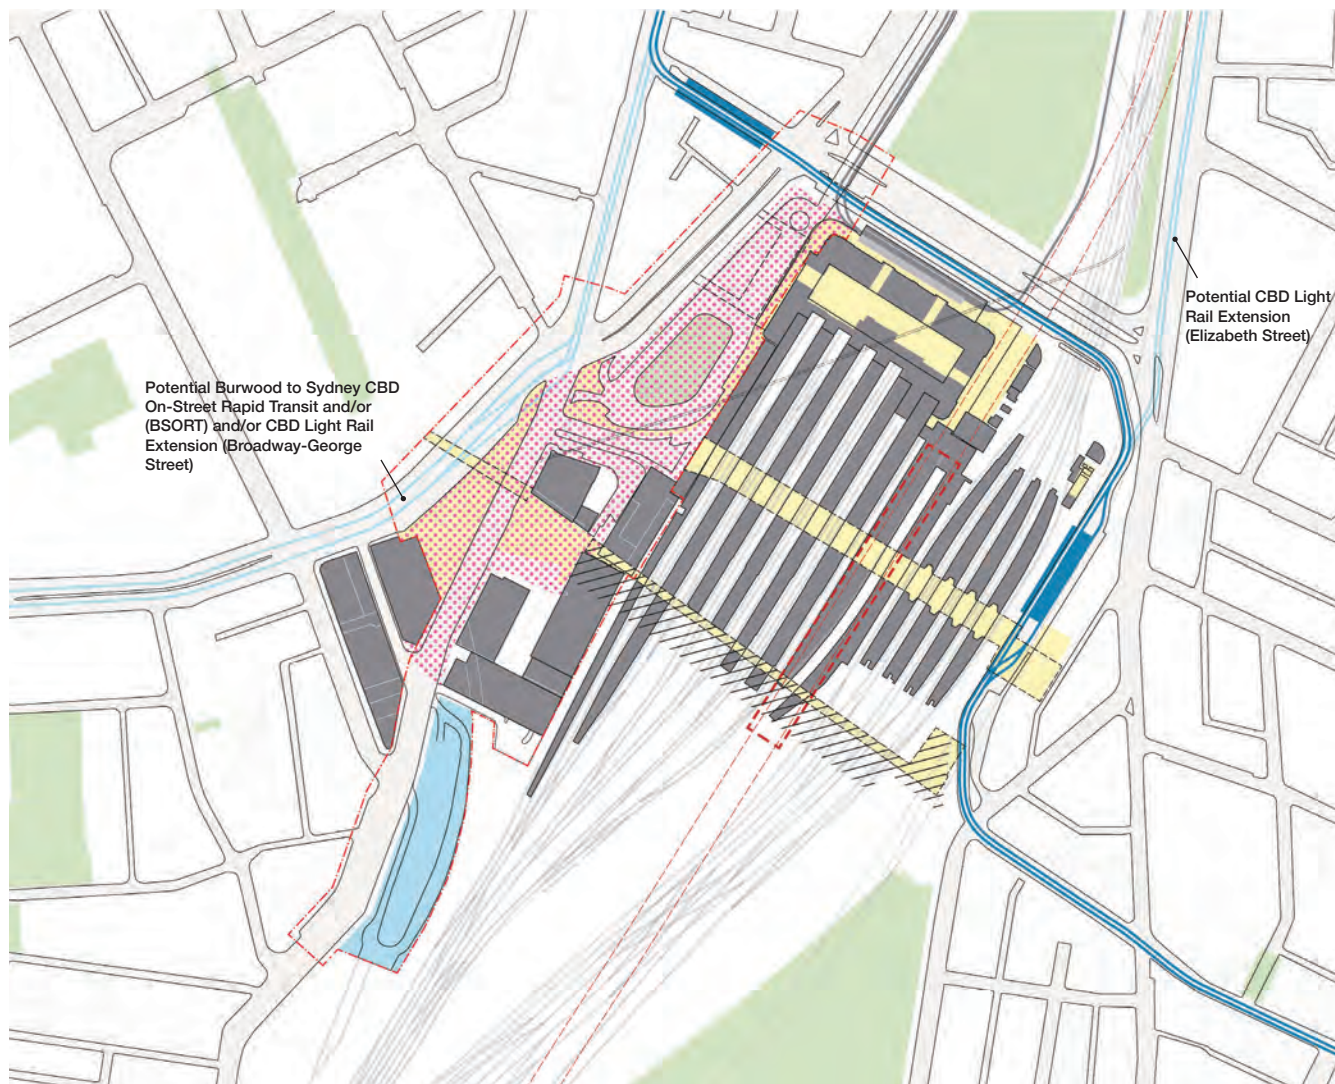 Potential CBD Light
Rail Extension
(Elizabeth Street)
Potential Burwood to Sydney CBD
On-Street Rapid Transit and/or
(BSORT) and/or CBD Light Rail
Extension (Broadway-George
Street)